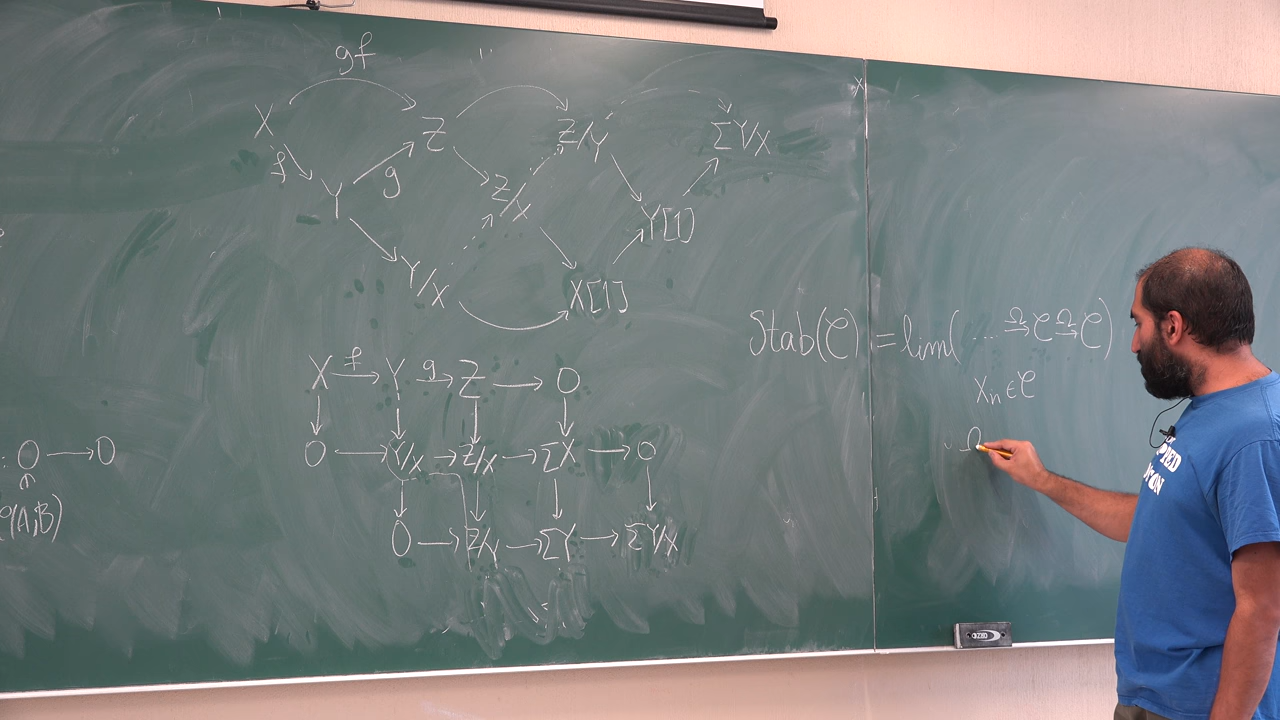 gf
X Z Z/Y ΣY/X
f g
Y Z/X Y[1]
Y/X X[1]
X f→ Y g→ Z → 0
0 → Y/X → Z/X → ΣX → 0
0 → Z/Y → ΣY → ΣY/X
0 → 0
(A,B)
Stab(𝒞) = lim( ... Ω→ 𝒞 Ω→ 𝒞)
Xₙ ∈ 𝒞
Ω